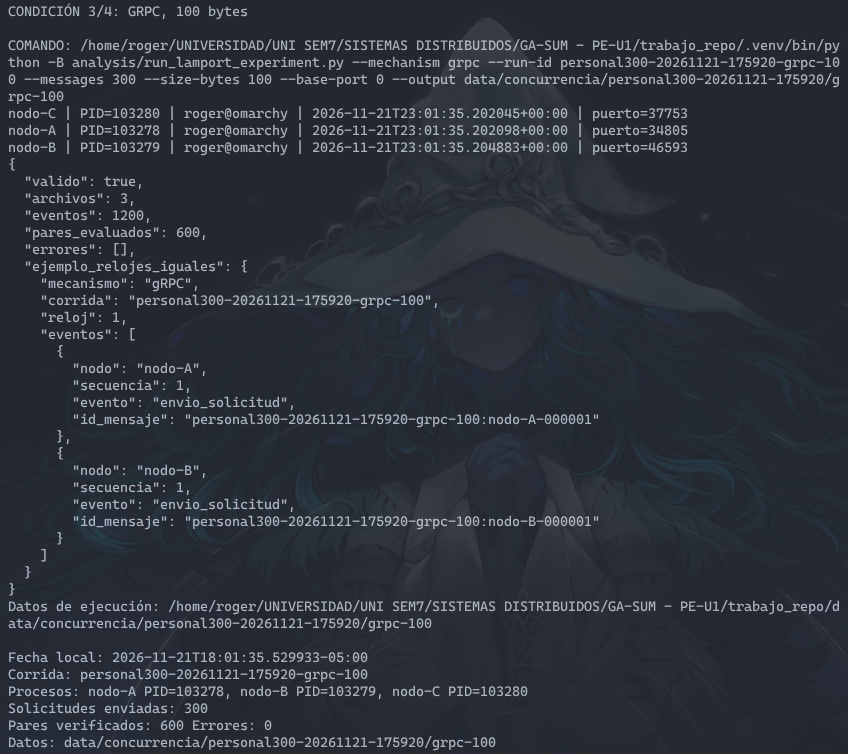 CONDICIÓN 3/4: GRPC, 100 bytes
COMANDO: /home/roger/UNIVERSIDAD/UNI SEM7/SISTEMAS DISTRIBUIDOS/GA-SUM - PE-U1/trabajo_repo/.venv/bin/py
thon -B analysis/run_lamport_experiment.py --mechanism grpc --run-id personal300-20261121-175920-grpc-10
0 --messages 300 --size-bytes 100 --base-port 0 --output data/concurrencia/personal300-20261121-175920/g
rpc-100
nodo-C | PID=103280 | roger@omarchy | 2026-11-21T23:01:35.202045+00:00 | puerto=37753
nodo-A | PID=103278 | roger@omarchy | 2026-11-21T23:01:35.202098+00:00 | puerto=34805
nodo-B | PID=103279 | roger@omarchy | 2026-11-21T23:01:35.204883+00:00 | puerto=46593
{
  "valido": true,
  "archivos": 3,
  "eventos": 1200,
  "pares_evaluados": 600,
  "errores": [],
  "ejemplo_relojes_iguales": {
    "mecanismo": "gRPC",
    "corrida": "personal300-20261121-175920-grpc-100",
    "reloj": 1,
    "eventos": [
      {
        "nodo": "nodo-A",
        "secuencia": 1,
        "evento": "envio_solicitud",
        "id_mensaje": "personal300-20261121-175920-grpc-100:nodo-A-000001"
      },
      {
        "nodo": "nodo-B",
        "secuencia": 1,
        "evento": "envio_solicitud",
        "id_mensaje": "personal300-20261121-175920-grpc-100:nodo-B-000001"
      }
    ]
  }
}
Datos de ejecución: /home/roger/UNIVERSIDAD/UNI SEM7/SISTEMAS DISTRIBUIDOS/GA-SUM - PE-U1/trabajo_repo/d
ata/concurrencia/personal300-20261121-175920/grpc-100
Fecha local: 2026-11-21T18:01:35.529933-05:00
Corrida: personal300-20261121-175920-grpc-100
Procesos: nodo-A PID=103278, nodo-B PID=103279, nodo-C PID=103280
Solicitudes enviadas: 300
Pares verificados: 600 Errores: 0
Datos: data/concurrencia/personal300-20261121-175920/grpc-100